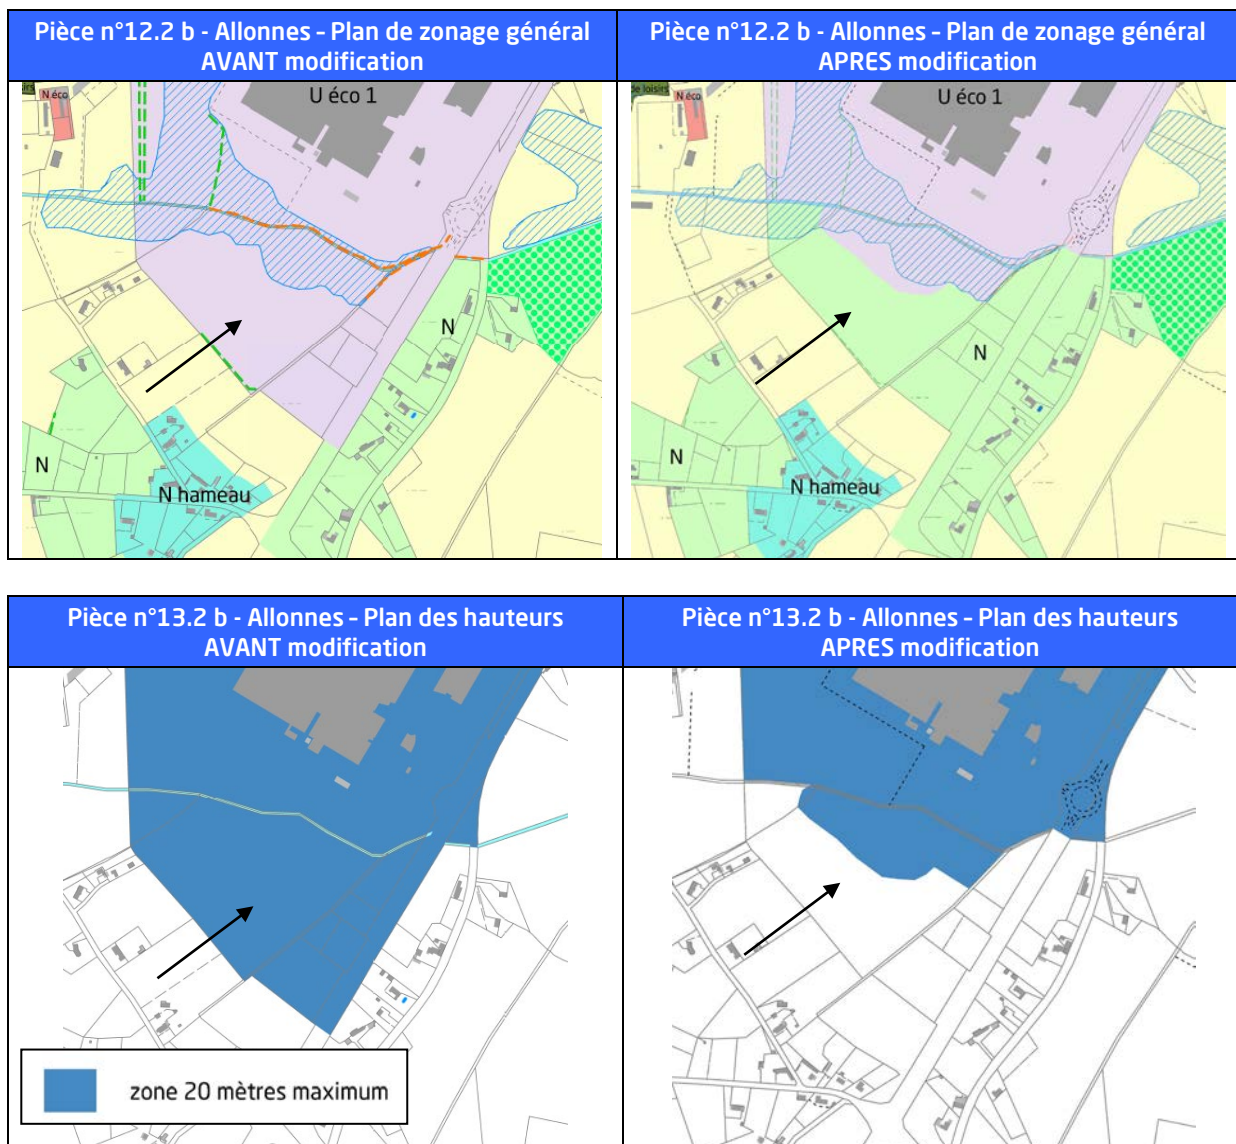 Pièce n°12.2 b - Allonnes – Plan de zonage général
AVANT modification
Pièce n°12.2 b - Allonnes – Plan de zonage général
APRES modification
N éco
U éco 1
N
N
N hameau
de loisirs
N éco
U éco 1
N
N
N hameau
Pièce n°13.2 b - Allonnes – Plan des hauteurs
AVANT modification
Pièce n°13.2 b - Allonnes – Plan des hauteurs
APRES modification
zone 20 mètres maximum